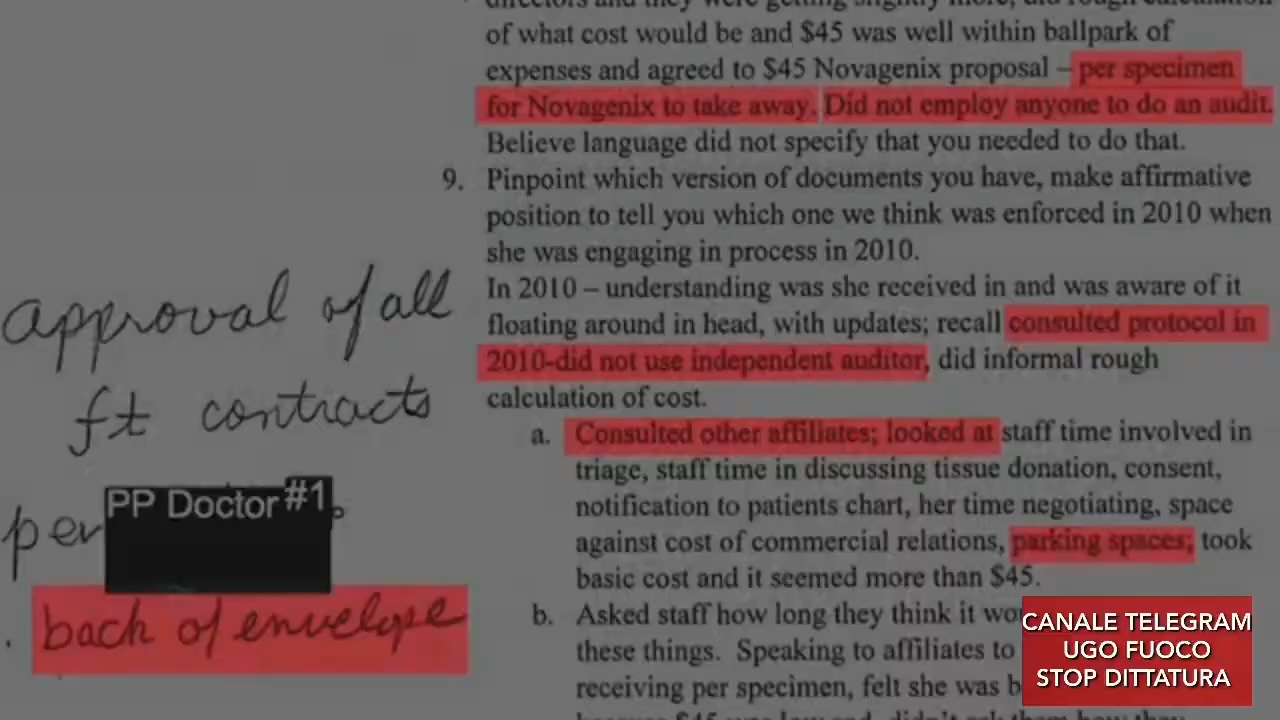 of what cost would be and $45 was well within ballpark of
expenses and agreed to $45 Novagenix proposal – per specimen
for Novagenix to take away. Did not employ anyone to do an audit.
Believe language did not specify that you needed to do that.
9. Pinpoint which version of documents you have, make affirmative
position to tell you which one we think was enforced in 2010 when
she was engaging in process in 2010.
In 2010 – understanding was she received in and was aware of it
floating around in head, with updates; recall consulted protocol in
2010-did not use independent auditor, did informal rough
calculation of cost.
a. Consulted other affiliates; looked at staff time involved in
triage, staff time in discussing tissue donation, consent,
notification to patients chart, her time negotiating, space
against cost of commercial relations, parking spaces; took
basic cost and it seemed more than $45.
b. Asked staff how long they think it
these things. Speaking to affiliates to
receiving per specimen, felt she was
approval of all
ft contracts
per PP Doctor #1.
. back of envelope
CANALE TELEGRAM
UGO FUOCO
STOP DITTATURA